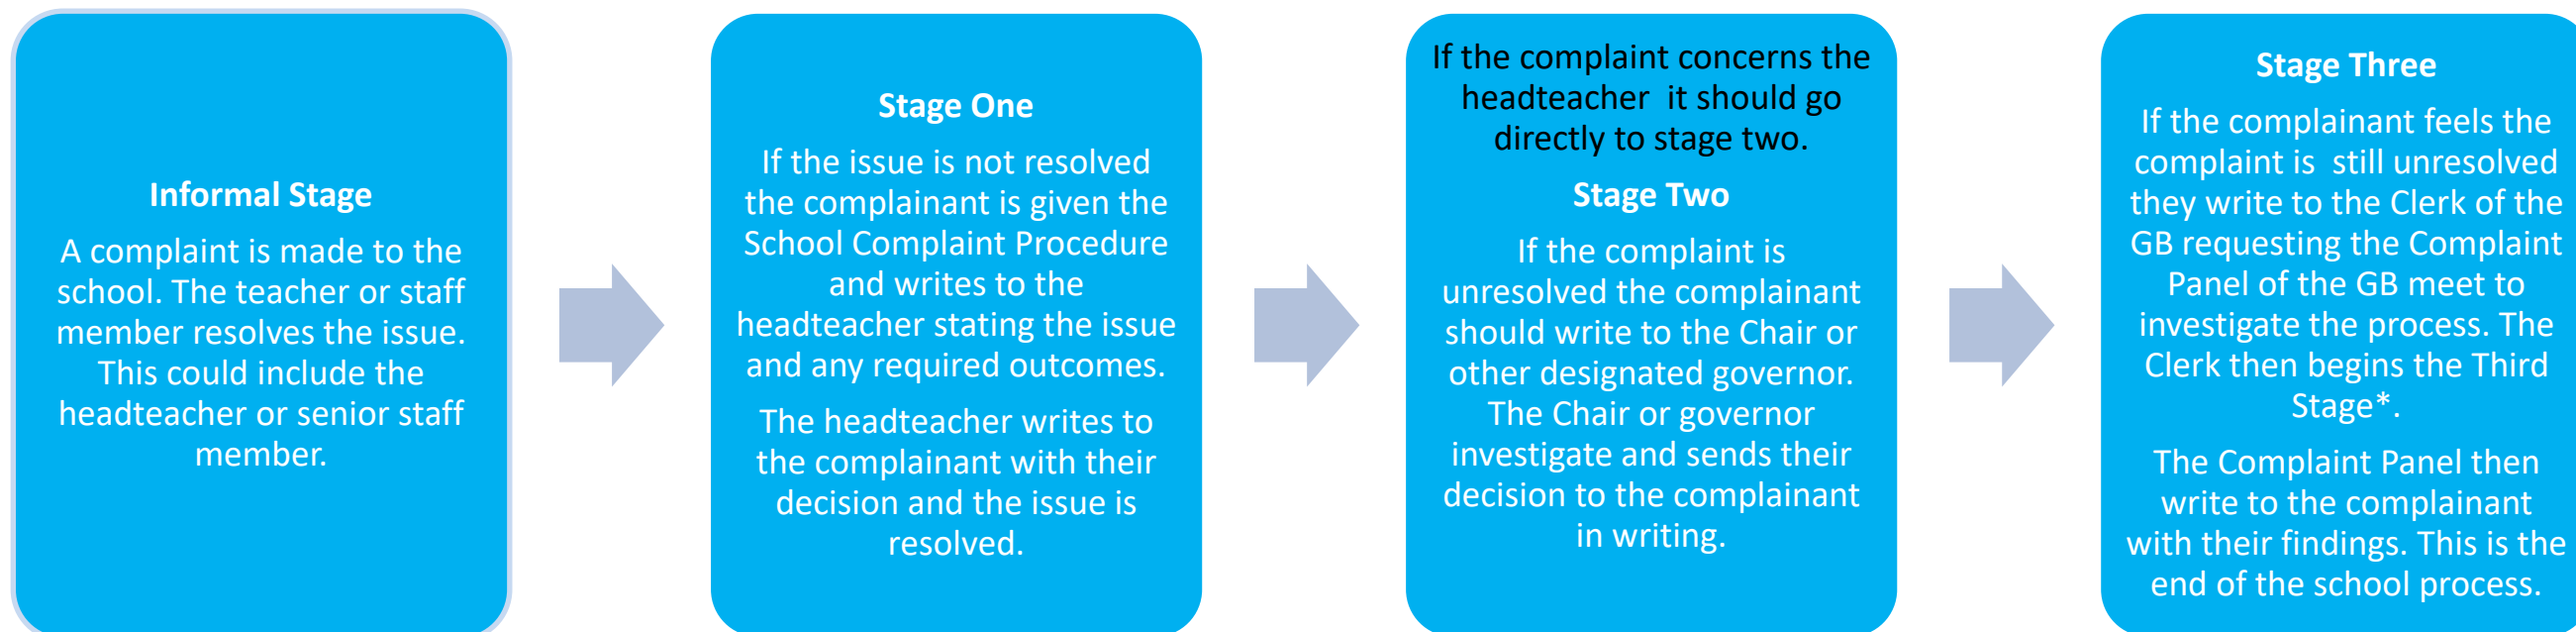 Informal Stage
A complaint is made to the
school. The teacher or staff
member resolves the issue.
This could include the
headteacher or senior staff
member.
Stage One
If the issue is not resolved
the complainant is given the
School Complaint Procedure
and writes to the
headteacher stating the issue
and any required outcomes.
The headteacher writes to
the complainant with their
decision and the issue is
resolved.
If the complaint concerns the
headteacher it should go
directly to stage two.
Stage Two
If the complaint is
unresolved the complainant
should write to the Chair or
other designated governor.
The Chair or governor
investigate and sends their
decision to the complainant
in writing.
Stage Three
If the complainant feels the
complaint is still unresolved
they write to the Clerk of the
GB requesting the Complaint
Panel of the GB meet to
investigate the process. The
Clerk then begins the Third
Stage*.
The Complaint Panel then
write to the complainant
with their findings. This is the
end of the school process.